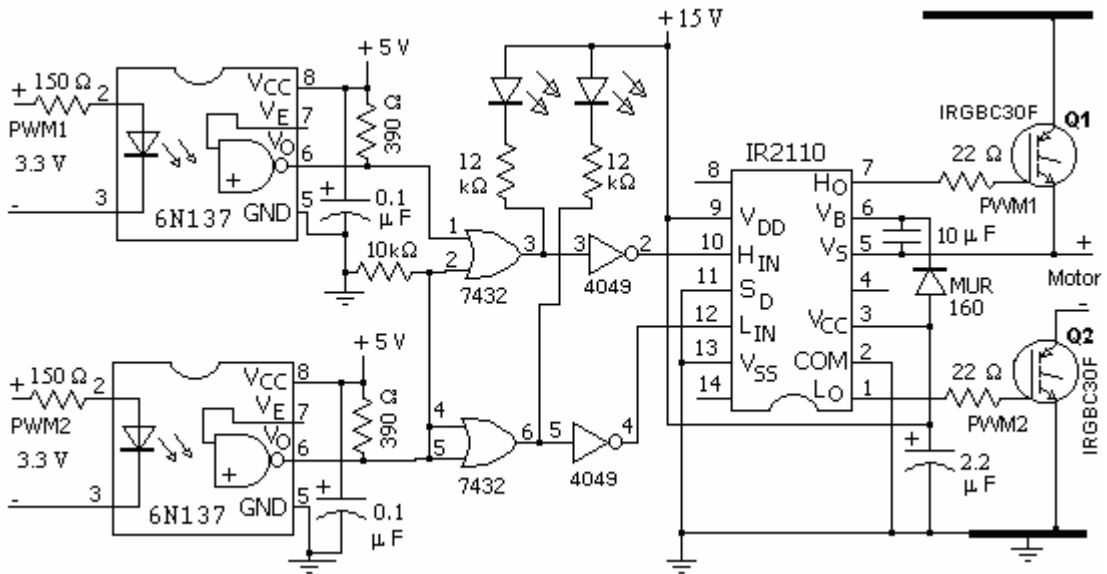 + 15 V
+ 5 V
150 Ω
+
2
PWM1
3.3 V
-
3
VCC
8
VE
7
VO
6
GND
5
+
6N137
390 Ω
+
0.1
μ F
12
kΩ
12
kΩ
10kΩ
1
2
3
7432
3
2
4049
IR2110
8
9
VDD
10
HIN
11
SD
12
LIN
13
VSS
14
HO
7
VB
6
VS
5
4
VCC
3
COM
2
LO
1
22 Ω
PWM1
IRGBC30F
Q1
10 μ F
MUR
160
+
Motor
-
Q2
22 Ω
PWM2
IRGBC30F
+
2.2
μ F
+ 5 V
150 Ω
+
2
PWM2
3.3 V
-
3
VCC
8
VE
7
VO
6
GND
5
+
6N137
390 Ω
+
0.1
μ F
4
5
6
7432
5
4
4049